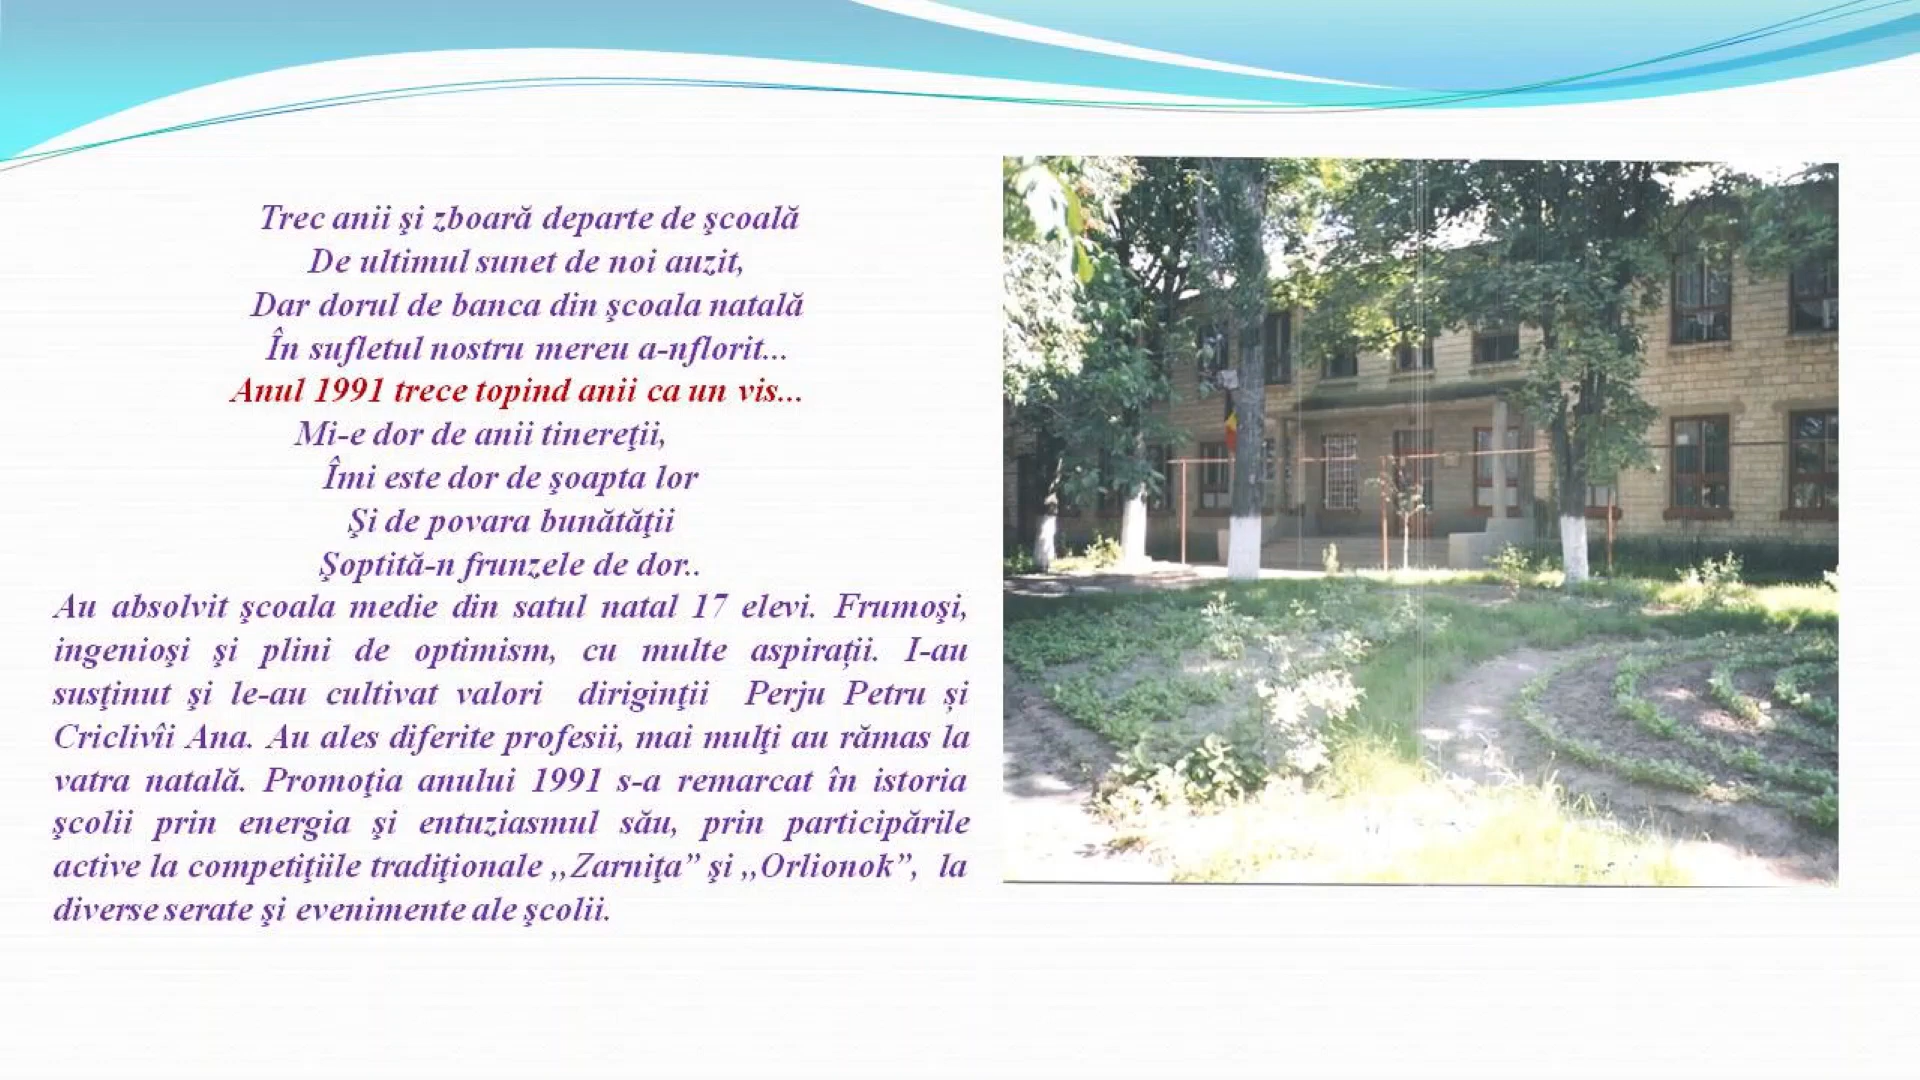 Trec anii şi zboară departe de şcoală
De ultimul sunet de noi auzit,
Dar dorul de banca din şcoala natală
În sufletul nostru mereu a-nflorit...
Anul 1991 trece topind anii ca un vis...
Mi-e dor de anii tinereţii,
Îmi este dor de şoapta lor
Şi de povara bunătăţii
Şoptită-n frunzele de dor..
Au absolvit şcoala medie din satul natal 17 elevi. Frumoşi,
ingenioşi şi plini de optimism, cu multe aspirații. I-au
susţinut şi le-au cultivat valori diriginţii Perju Petru și
Criclivîi Ana. Au ales diferite profesii, mai mulţi au rămas la
vatra natală. Promoţia anului 1991 s-a remarcat în istoria
şcolii prin energia şi entuziasmul său, prin participările
active la competiţiile tradiţionale ,,Zarniţa” şi ,,Orlionok”, la
diverse serate şi evenimente ale şcolii.